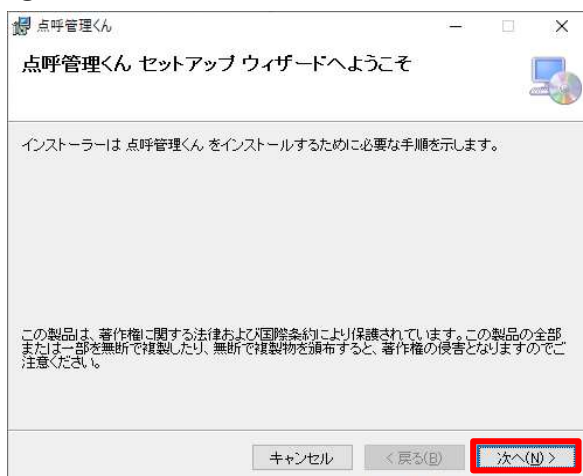 点呼管理くん
点呼管理くん セットアップ ウィザードへようこそ
インストーラーは 点呼管理くん をインストールするために必要な手順を示します。
この製品は、著作権に関する法律および国際条約により保護されています。この製品の全部
または一部を無断で複製したり、無断で複製物を頒布すると、著作権の侵害となりますのでご
注意ください。
キャンセル
< 戻る(B)
次へ(N) >